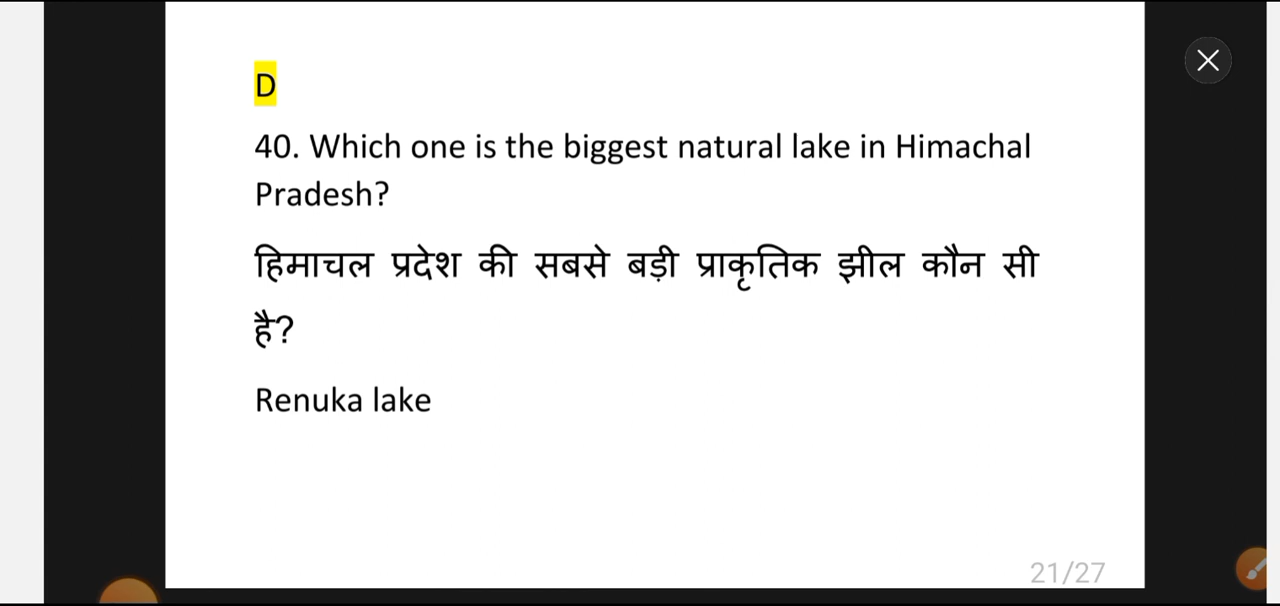 D
40. Which one is the biggest natural lake in Himachal
Pradesh?
हिमाचल प्रदेश की सबसे बड़ी प्राकृतिक झील कौन सी
है?
Renuka lake
21/27